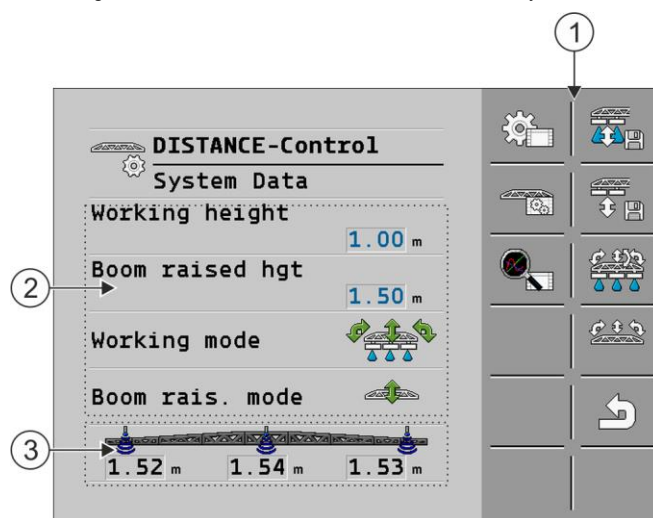 1
DISTANCE-Control
System Data
Working height
1.00 m
Boom raised hgt
1.50 m
2
Working mode
Boom rais. mode
3
1.52 m 1.54 m 1.53 m